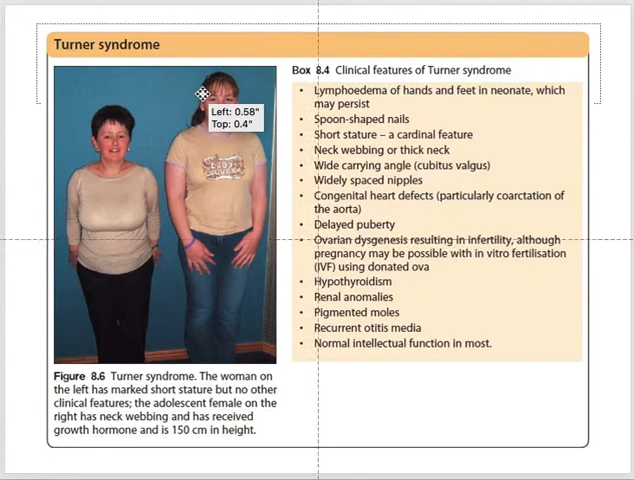 Turner syndrome
Left: 0.58"
Top: 0.4"
Figure 8.6 Turner syndrome. The woman on
the left has marked short stature but no other
clinical features; the adolescent female on the
right has neck webbing and has received
growth hormone and is 150 cm in height.
Box 8.4 Clinical features of Turner syndrome
• Lymphoedema of hands and feet in neonate, which
may persist
• Spoon-shaped nails
• Short stature – a cardinal feature
• Neck webbing or thick neck
• Wide carrying angle (cubitus valgus)
• Widely spaced nipples
• Congenital heart defects (particularly coarctation of
the aorta)
• Delayed puberty
• Ovarian dysgenesis resulting in infertility, although
pregnancy may be possible with in vitro fertilisation
(IVF) using donated ova
• Hypothyroidism
• Renal anomalies
• Pigmented moles
• Recurrent otitis media
• Normal intellectual function in most.